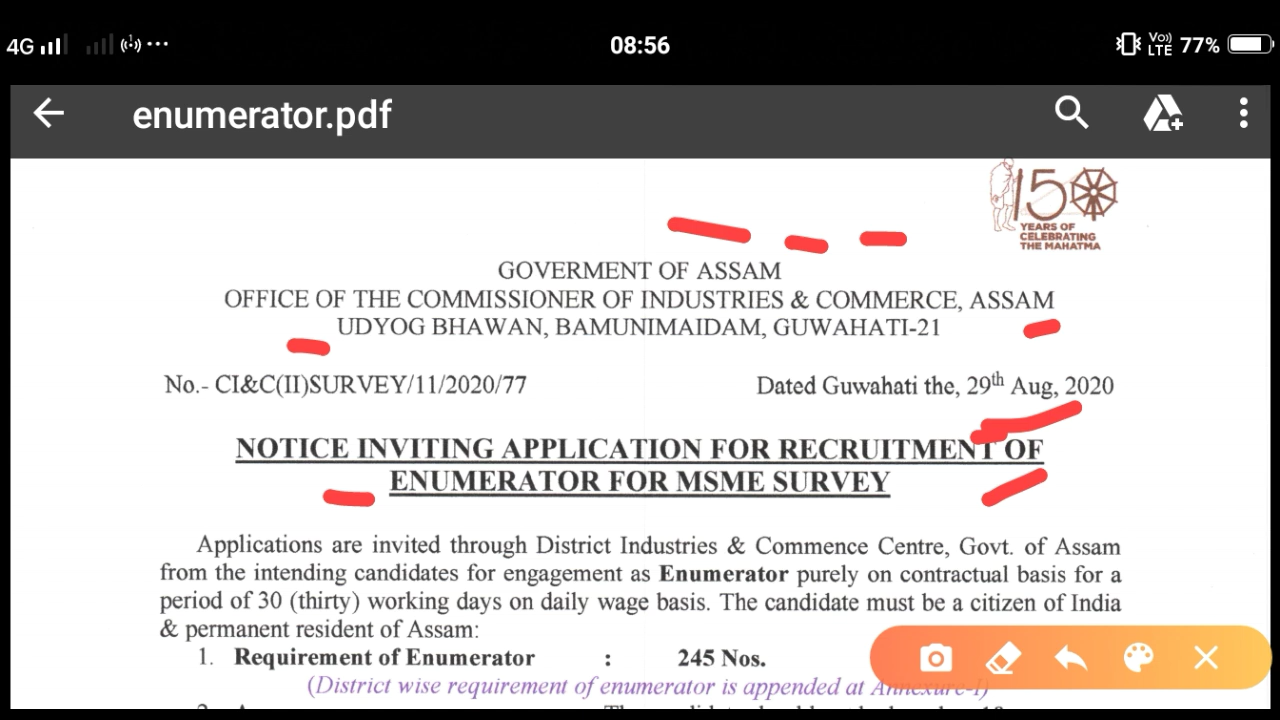 4G 08:56 Vo)) LTE 77%
enumerator.pdf
150
YEARS OF
CELEBRATING
THE MAHATMA
GOVERMENT OF ASSAM
OFFICE OF THE COMMISSIONER OF INDUSTRIES & COMMERCE, ASSAM
UDYOG BHAWAN, BAMUNIMAIDAM, GUWAHATI-21
No.- CI&C(II)SURVEY/11/2020/77 Dated Guwahati the, 29th Aug, 2020
NOTICE INVITING APPLICATION FOR RECRUITMENT OF
ENUMERATOR FOR MSME SURVEY
Applications are invited through District Industries & Commence Centre, Govt. of Assam
from the intending candidates for engagement as Enumerator purely on contractual basis for a
period of 30 (thirty) working days on daily wage basis. The candidate must be a citizen of India
& permanent resident of Assam:
1. Requirement of Enumerator : 245 Nos.
(District wise requirement of enumerator is appended at Annexure-I)